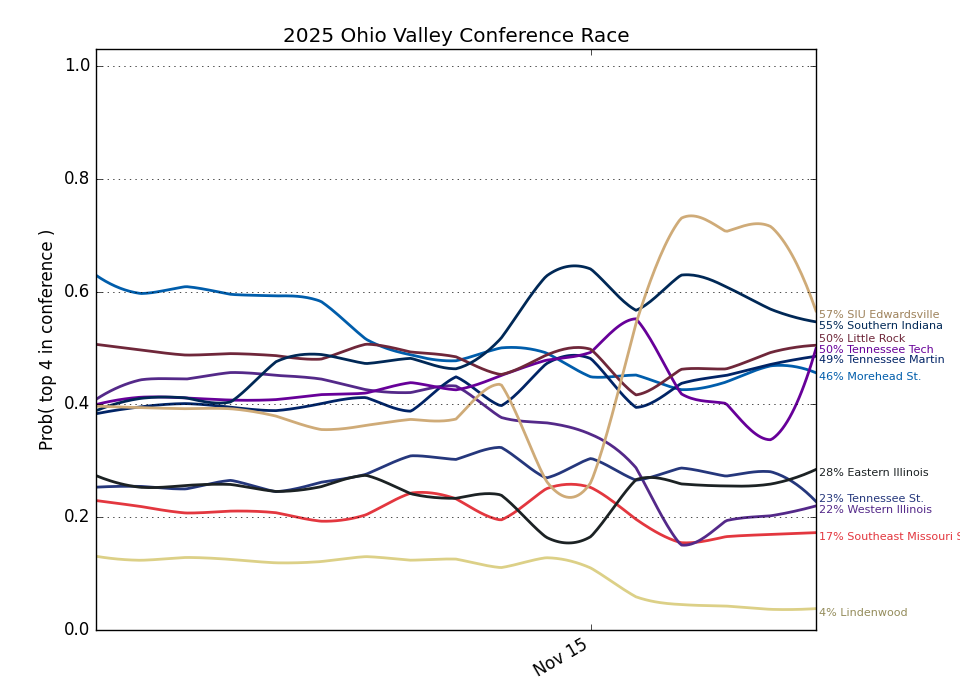 2025 Ohio Valley Conference Race
Prob( top 4 in conference )
1.0
0.8
0.6
0.4
0.2
0.0
Nov 15
57% SIU Edwardsville
55% Southern Indiana
50% Little Rock
50% Tennessee Tech
49% Tennessee Martin
46% Morehead St.
28% Eastern Illinois
23% Tennessee St.
22% Western Illinois
17% Southeast Missouri S
4% Lindenwood